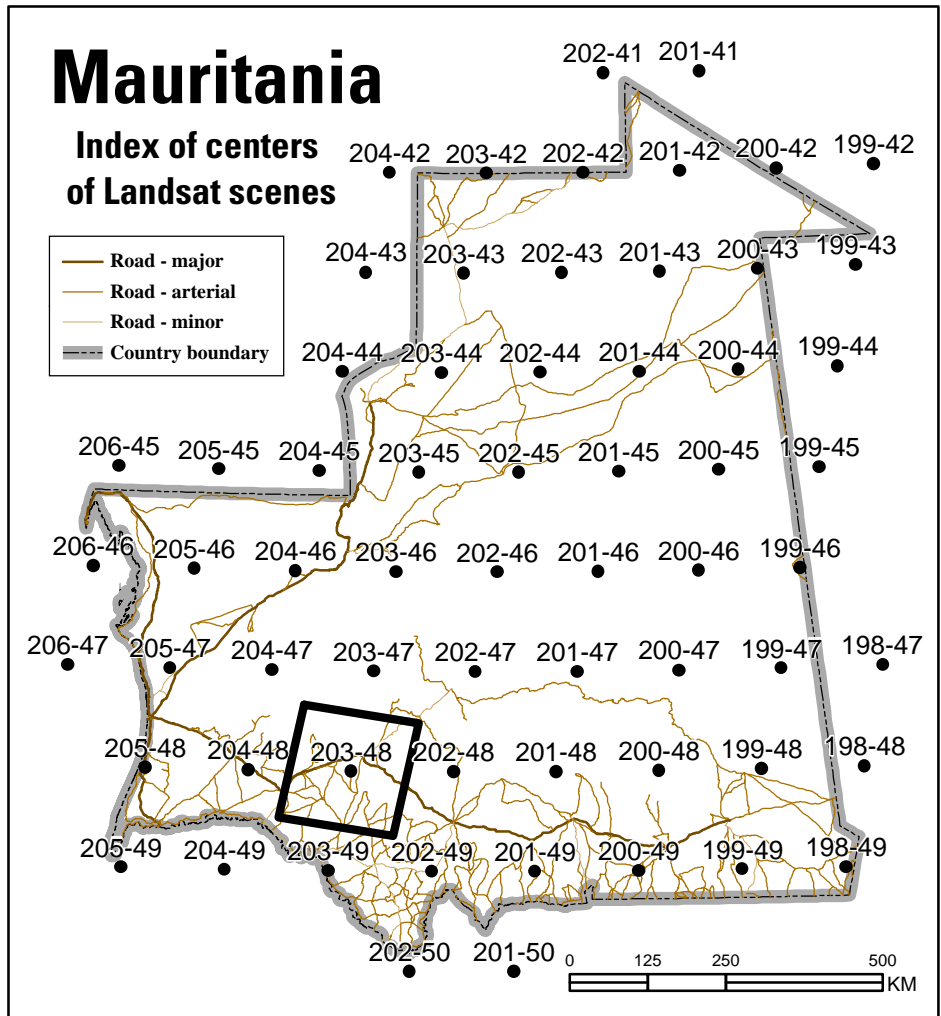 Mauritania
Index of centers
of Landsat scenes
Road - major
Road - arterial
Road - minor
Country boundary
202-41 201-41
204-42 203-42 202-42 201-42 200-42 199-42
204-43 203-43 202-43 201-43 200-43 199-43
204-44 203-44 202-44 201-44 200-44 199-44
206-45 205-45 204-45 203-45 202-45 201-45 200-45 199-45
206-46 205-46 204-46 203-46 202-46 201-46 200-46 199-46
206-47 205-47 204-47 203-47 202-47 201-47 200-47 199-47 198-47
205-48 204-48 203-48 202-48 201-48 200-48 199-48 198-48
205-49 204-49 203-49 202-49 201-49 200-49 199-49 198-49
202-50 201-50
0 125 250 500
KM